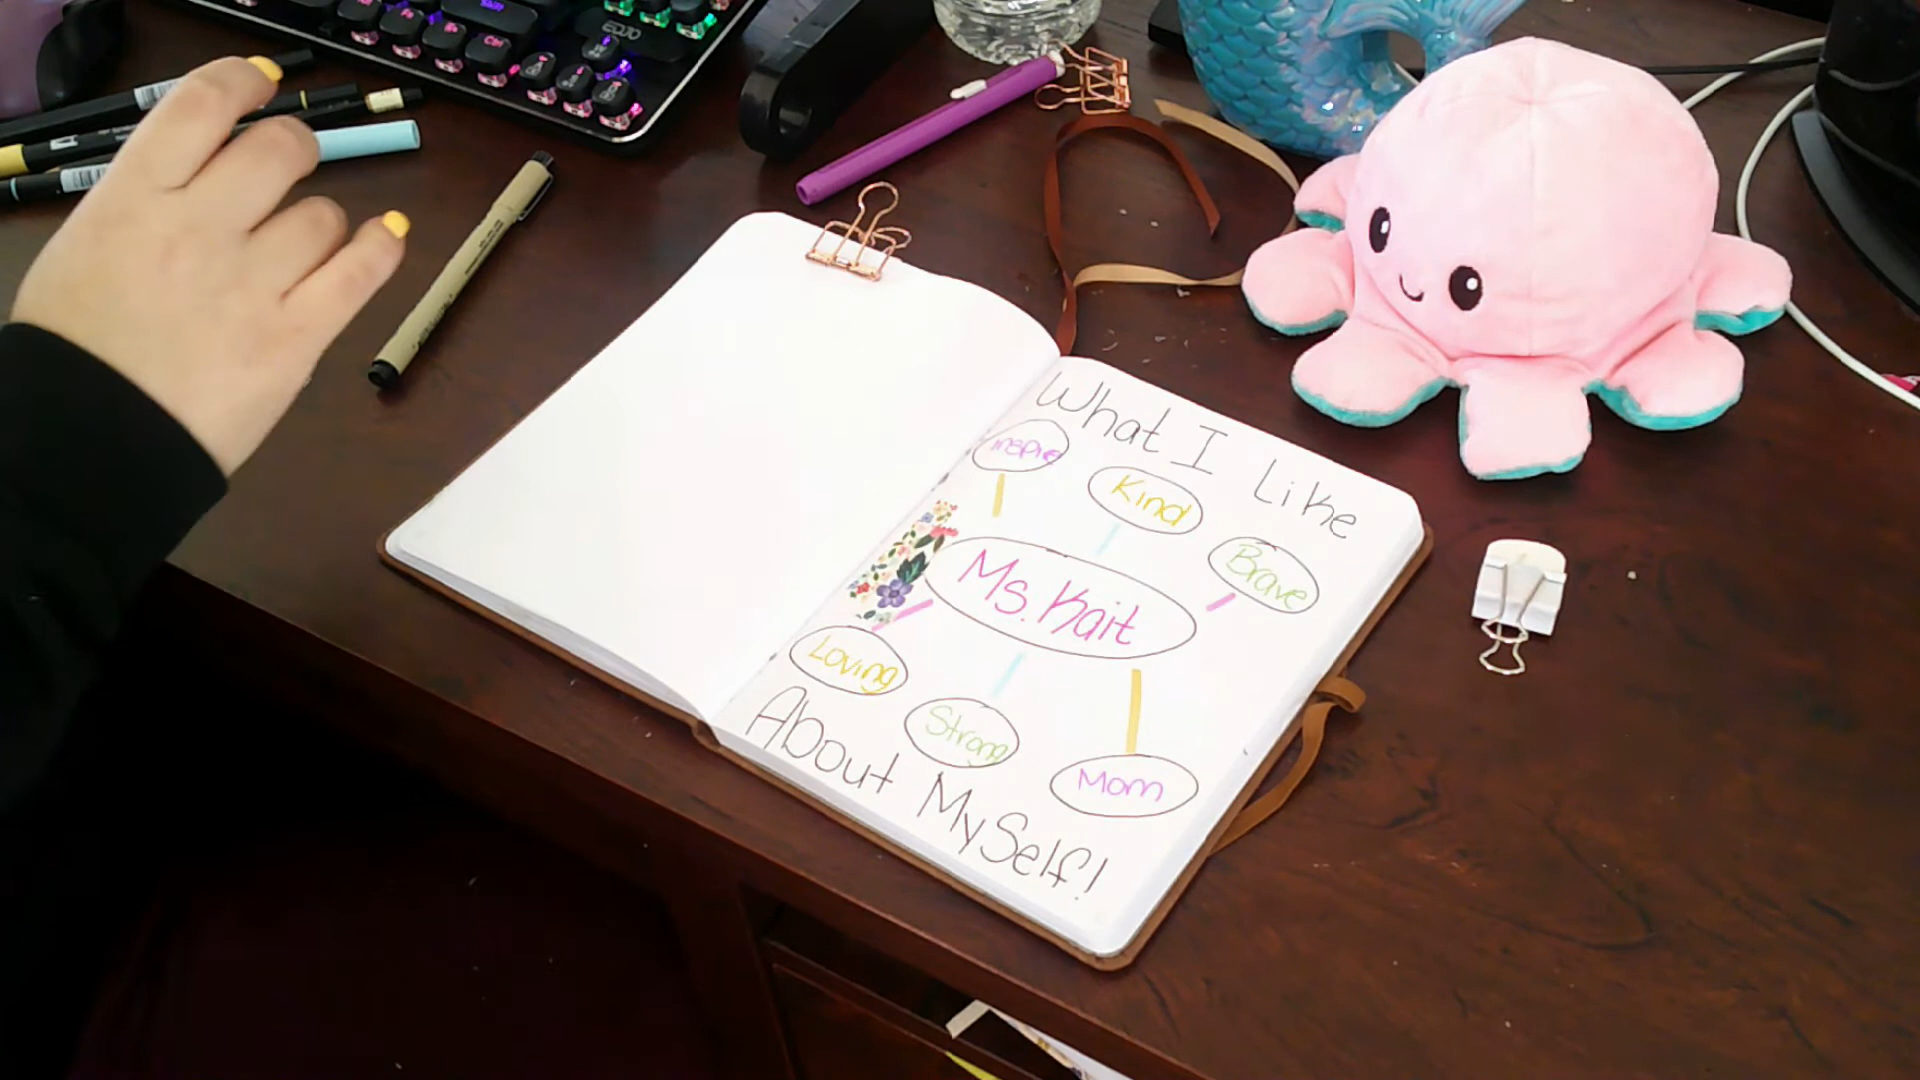 What I Like
Inspire
Kind
Brave
Ms. Kait
Loving
Strong
Mom
About MySelf!